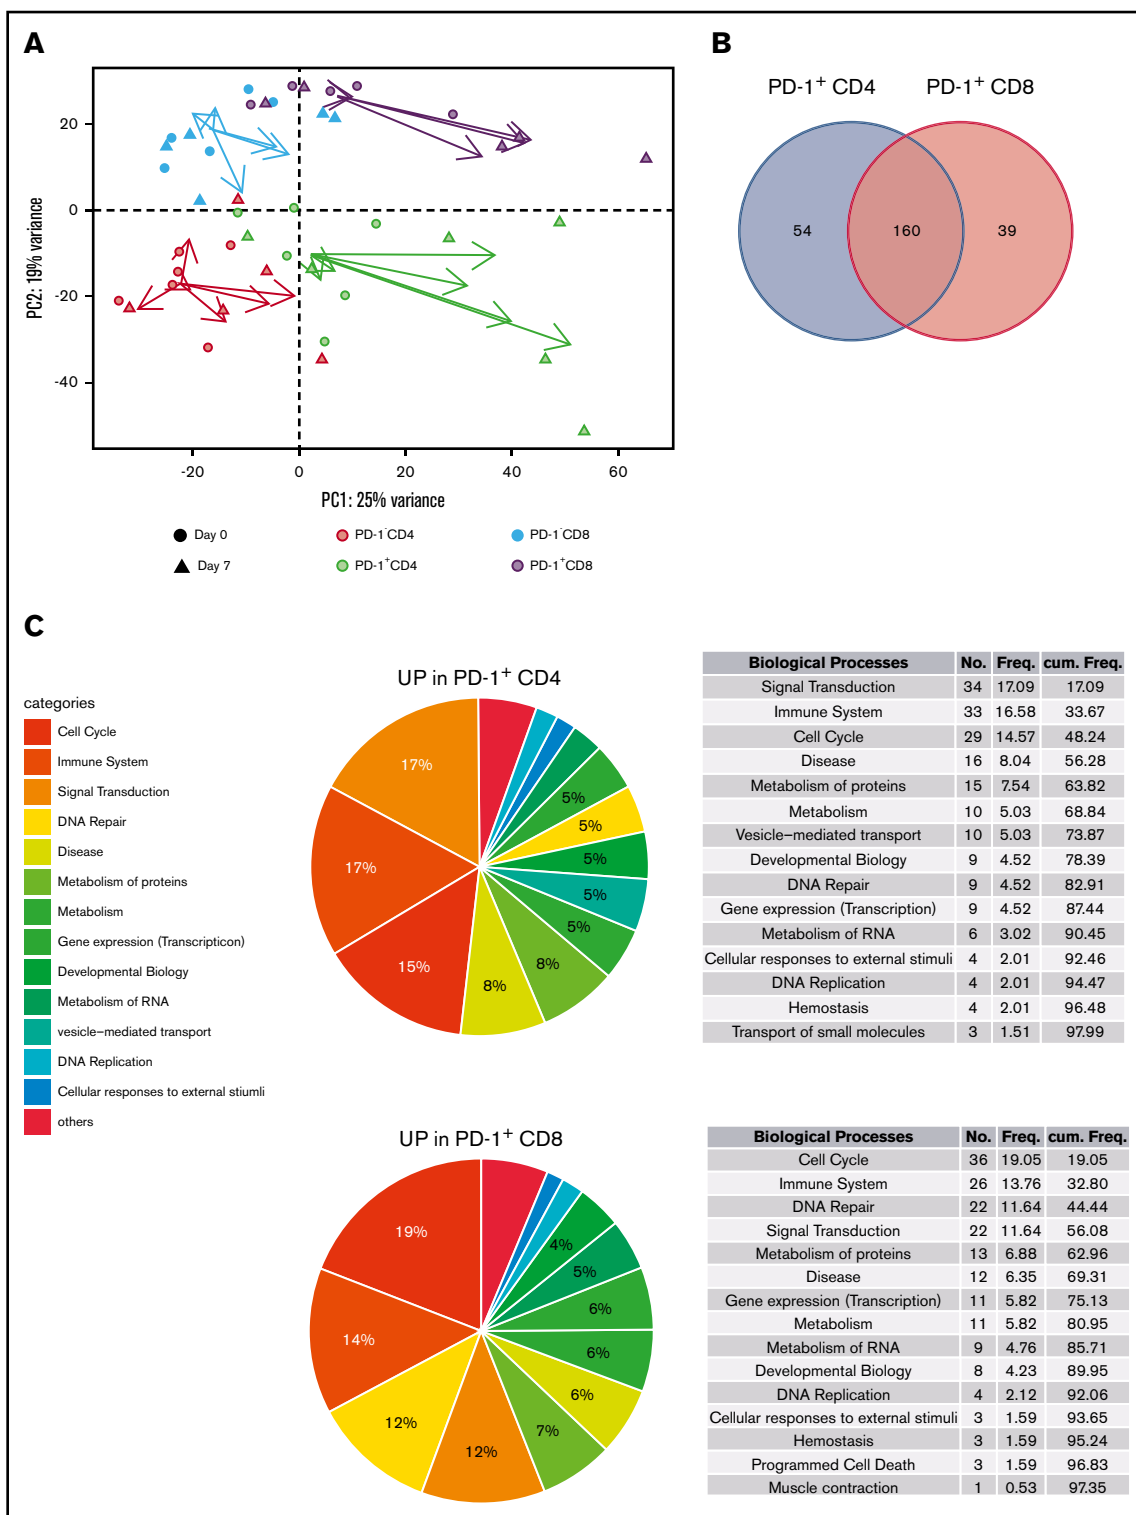 A
B
PD-1+ CD4
PD-1+ CD8
54
160
39
20
0
-20
-40
PC2: 19% variance
-20
0
20
40
60
PC1: 25% variance
Day 0
PD-1-CD4
PD-1-CD8
Day 7
PD-1+CD4
PD-1+CD8
C
categories
Cell Cycle
Immune System
Signal Transduction
DNA Repair
Disease
Metabolism of proteins
Metabolism
Gene expression (Transcripticon)
Developmental Biology
Metabolism of RNA
vesicle–mediated transport
DNA Replication
Cellular responses to external stiumli
others
UP in PD-1+ CD4
17%
17%
15%
8%
8%
5%
5%
5%
5%
5%
Biological Processes No. Freq. cum. Freq.
Signal Transduction 34 17.09 17.09
Immune System 33 16.58 33.67
Cell Cycle 29 14.57 48.24
Disease 16 8.04 56.28
Metabolism of proteins 15 7.54 63.82
Metabolism 10 5.03 68.84
Vesicle–mediated transport 10 5.03 73.87
Developmental Biology 9 4.52 78.39
DNA Repair 9 4.52 82.91
Gene expression (Transcription) 9 4.52 87.44
Metabolism of RNA 6 3.02 90.45
Cellular responses to external stimuli 4 2.01 92.46
DNA Replication 4 2.01 94.47
Hemostasis 4 2.01 96.48
Transport of small molecules 3 1.51 97.99
UP in PD-1+ CD8
19%
14%
12%
12%
7%
6%
6%
6%
5%
4%
Biological Processes No. Freq. cum. Freq.
Cell Cycle 36 19.05 19.05
Immune System 26 13.76 32.80
DNA Repair 22 11.64 44.44
Signal Transduction 22 11.64 56.08
Metabolism of proteins 13 6.88 62.96
Disease 12 6.35 69.31
Gene expression (Transcription) 11 5.82 75.13
Metabolism 11 5.82 80.95
Metabolism of RNA 9 4.76 85.71
Developmental Biology 8 4.23 89.95
DNA Replication 4 2.12 92.06
Cellular responses to external stimuli 3 1.59 93.65
Hemostasis 3 1.59 95.24
Programmed Cell Death 3 1.59 96.83
Muscle contraction 1 0.53 97.35